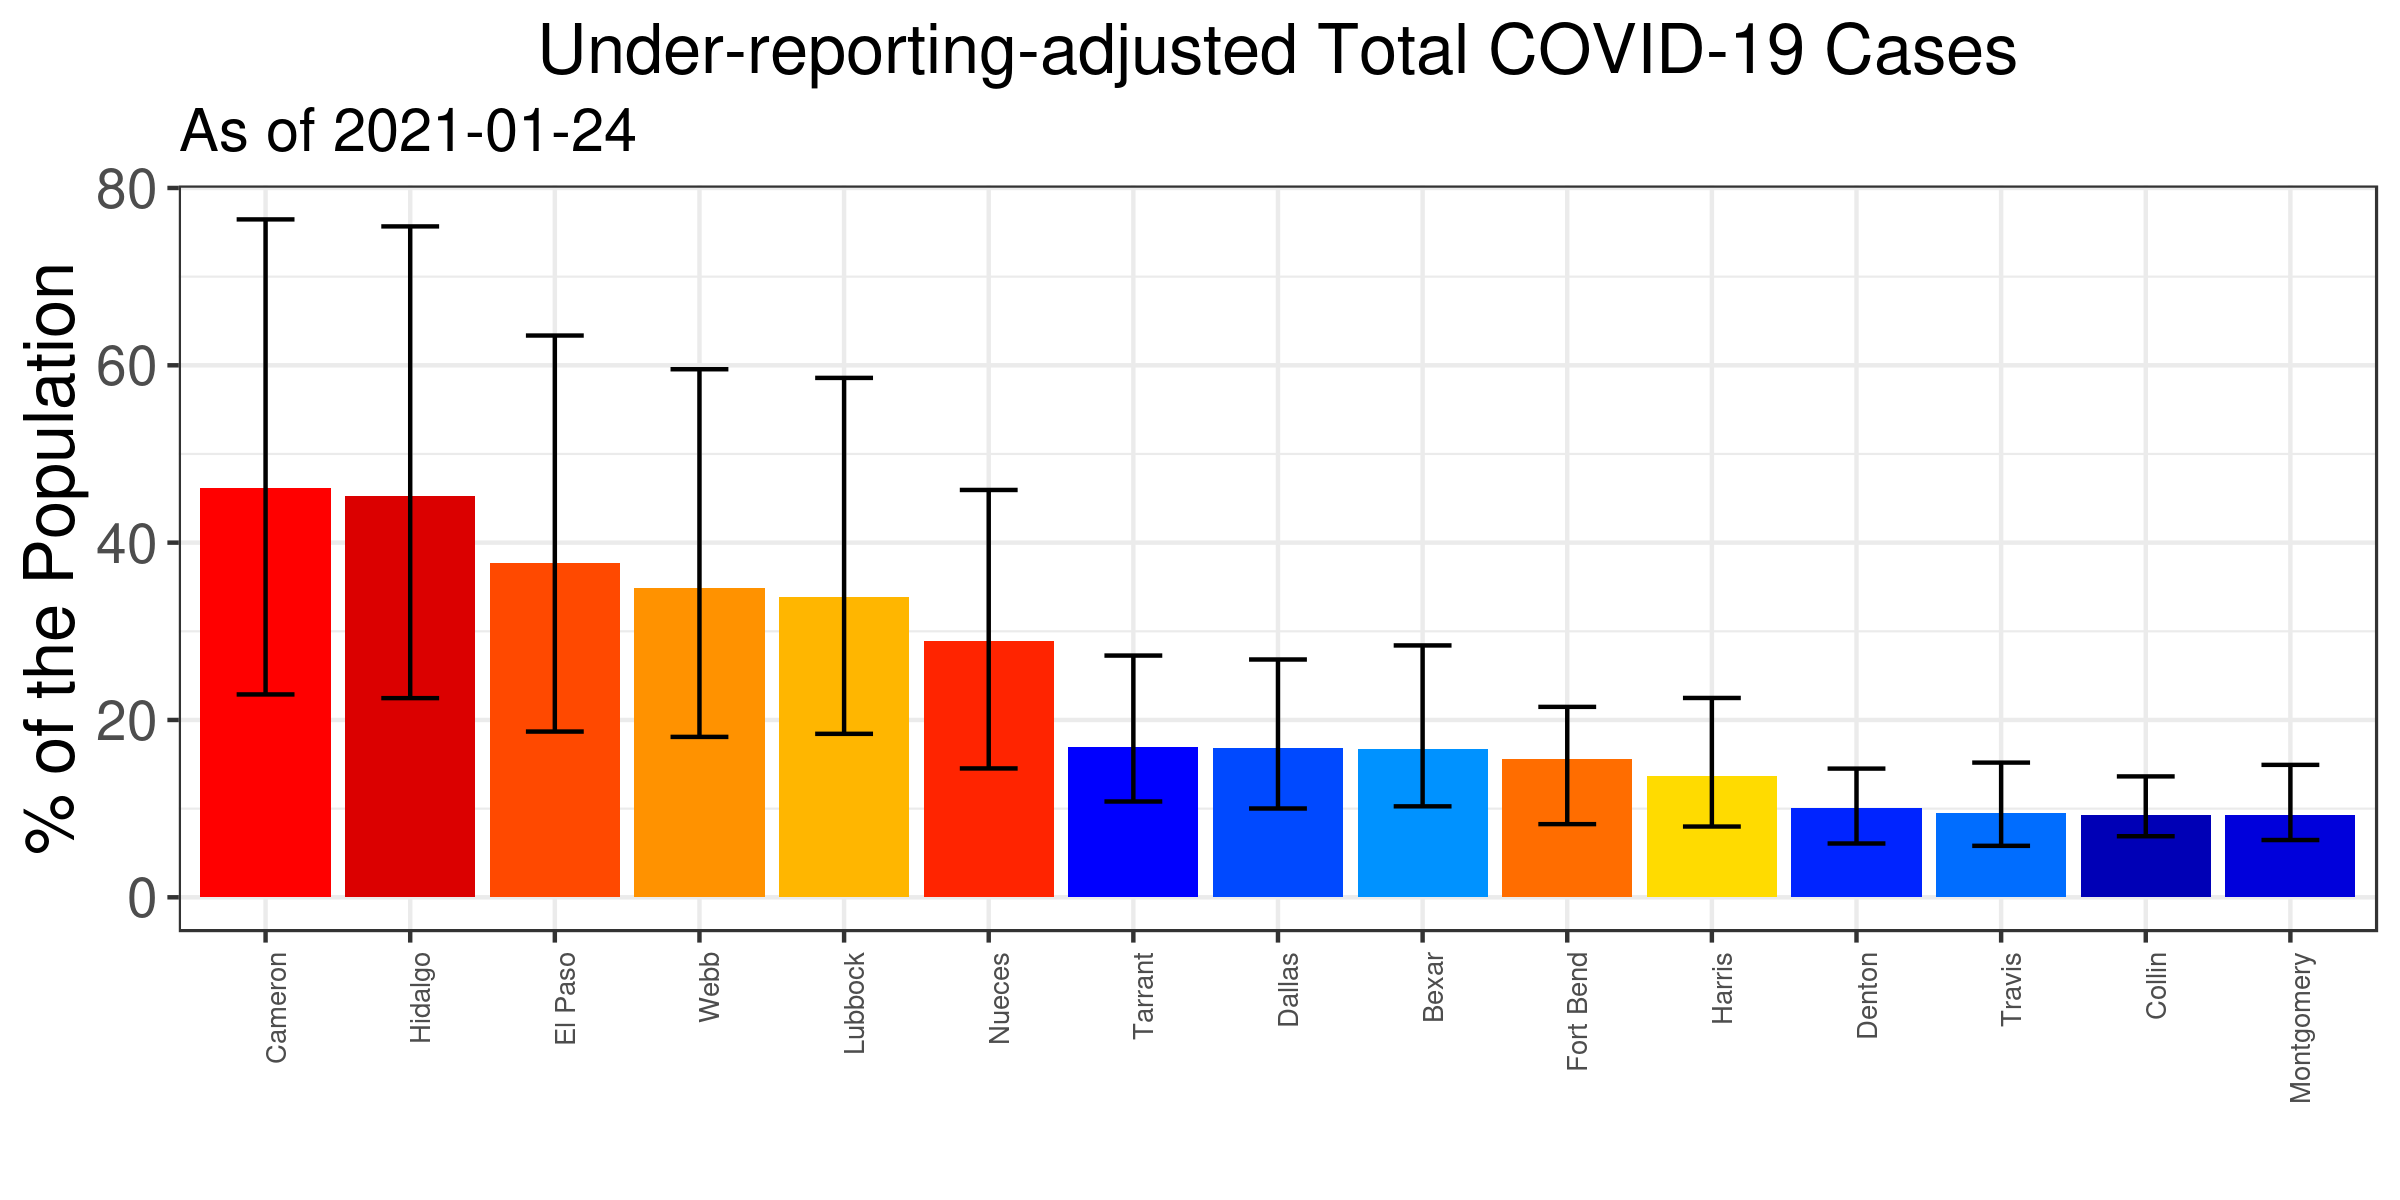 Under-reporting-adjusted Total COVID-19 Cases
As of 2021-01-24
% of the Population
80
60
40
20
0
Cameron
Hidalgo
El Paso
Webb
Lubbock
Nueces
Tarrant
Dallas
Bexar
Fort Bend
Harris
Denton
Travis
Collin
Montgomery